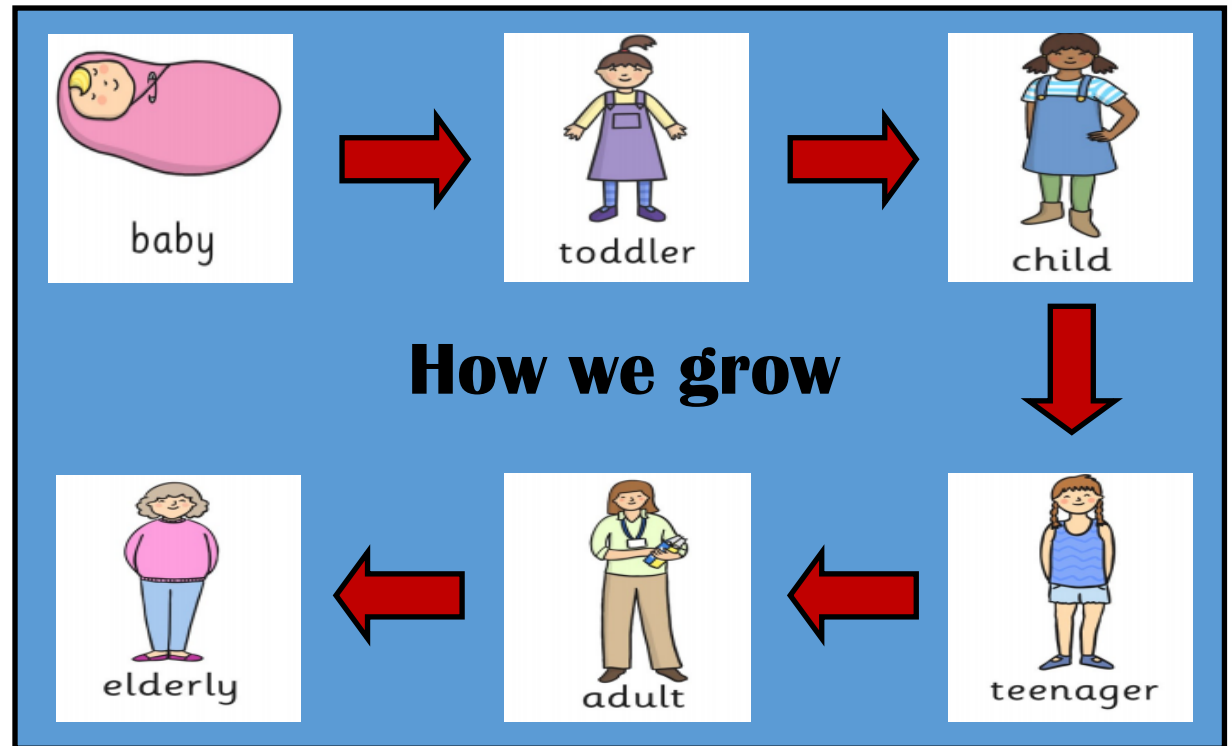 baby
toddler
child
How we grow
elderly
adult
teenager